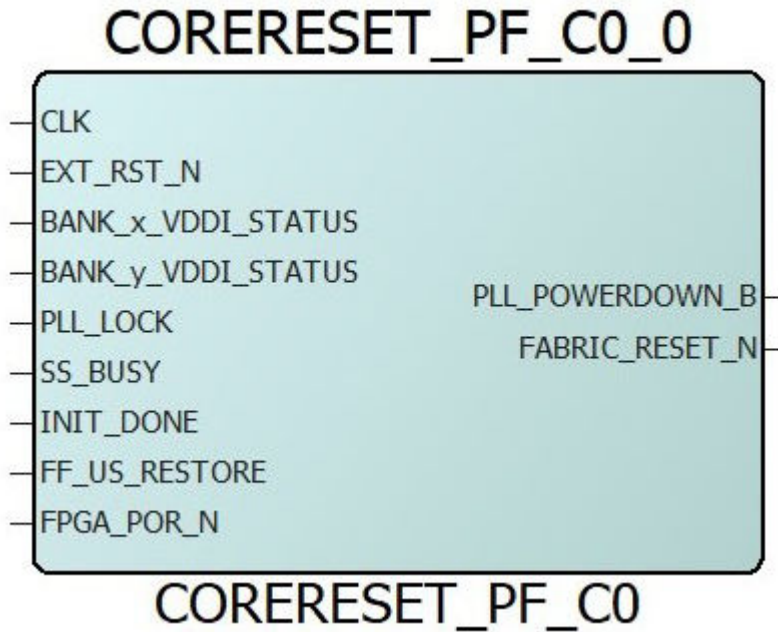 CORERESET_PF_C0_0
CLK
EXT_RST_N
BANK_x_VDDI_STATUS
BANK_y_VDDI_STATUS
PLL_LOCK
SS_BUSY
INIT_DONE
FF_US_RESTORE
FPGA_POR_N
PLL_POWERDOWN_B
FABRIC_RESET_N
CORERESET_PF_C0